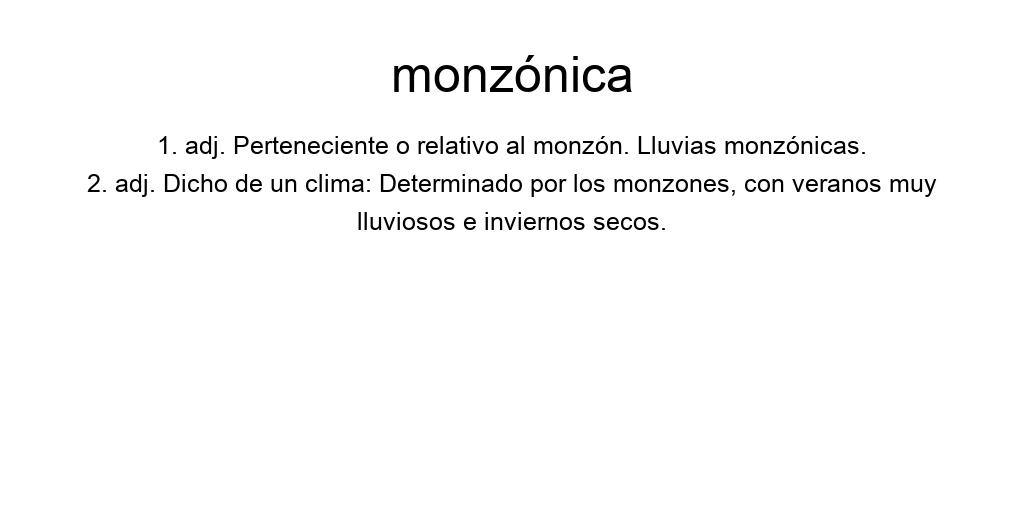 monzónica
1. adj. Perteneciente o relativo al monzón. Lluvias monzónicas.
2. adj. Dicho de un clima: Determinado por los monzones, con veranos muy
lluviosos e inviernos secos.